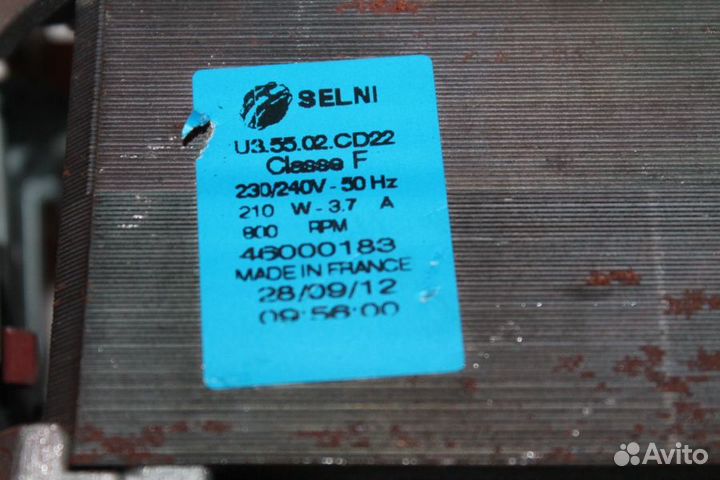 SELNI
U3.55.02.CD22
Classe F
230/240V - 50 Hz
210 W - 3.7 A
800 RPM
46000183
MADE IN FRANCE
28/09/12
09:56:00
Avito